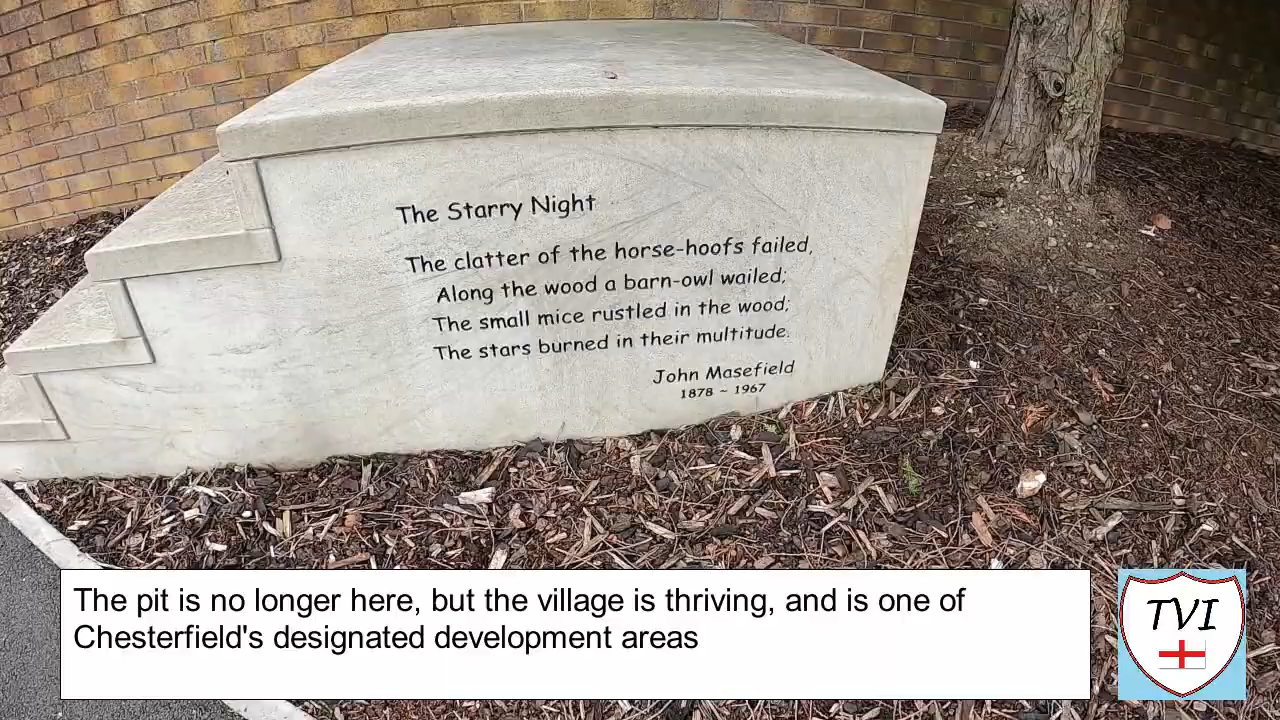 The Starry Night
The clatter of the horse-hoofs failed,
Along the wood a barn-owl wailed;
The small mice rustled in the wood;
The stars burned in their multitude.
John Masefield
1878 ~ 1967
The pit is no longer here, but the village is thriving, and is one of
Chesterfield's designated development areas
TVI